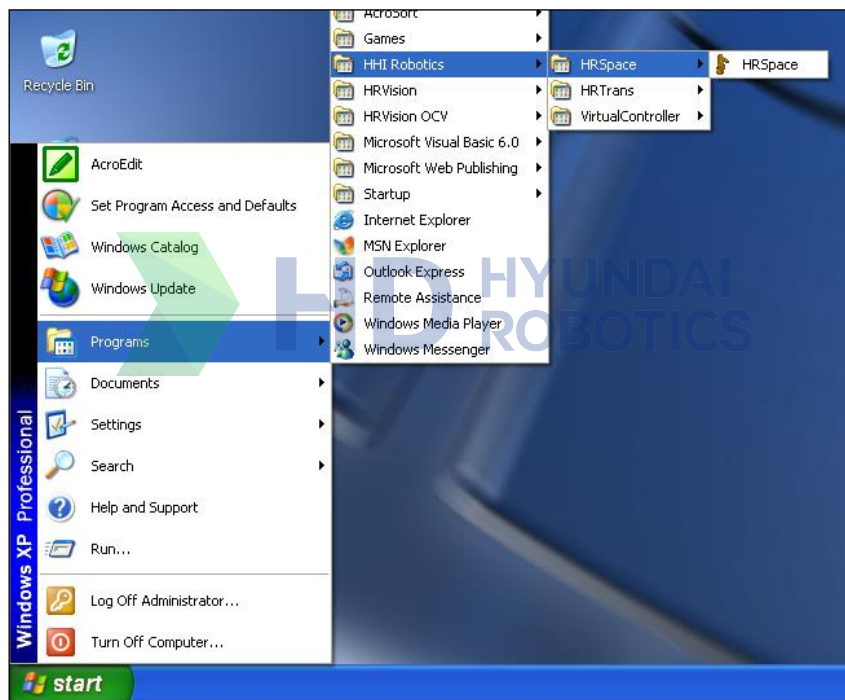 Recycle Bin
AcroSort
Games
HHI Robotics
HRVision
HRVision OCV
Microsoft Visual Basic 6.0
Microsoft Web Publishing
Startup
Internet Explorer
MSN Explorer
Outlook Express
Remote Assistance
Windows Media Player
Windows Messenger
HRSpace
HRTrans
VirtualController
HRSpace
AcroEdit
Set Program Access and Defaults
Windows Catalog
Windows Update
Programs
Documents
Settings
Search
Help and Support
Run...
Log Off Administrator...
Turn Off Computer...
Windows XP Professional
start
HD HYUNDAI
ROBOTICS